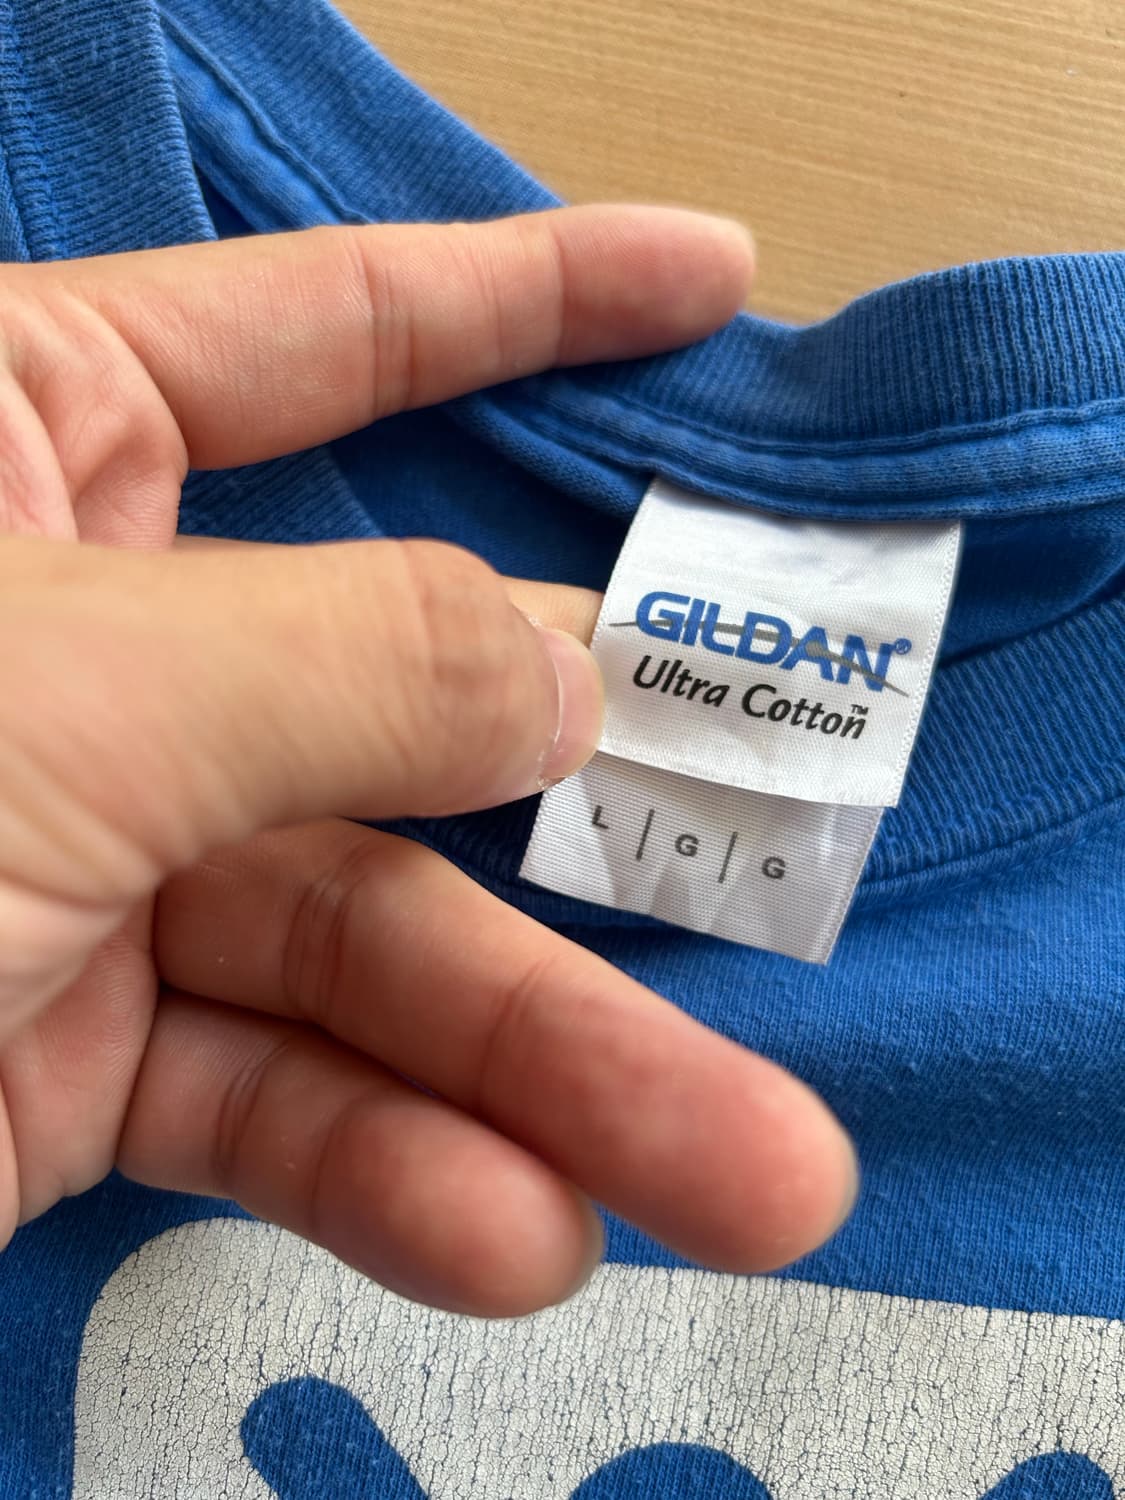 GILDAN®
Ultra Cotton™
L | G | G